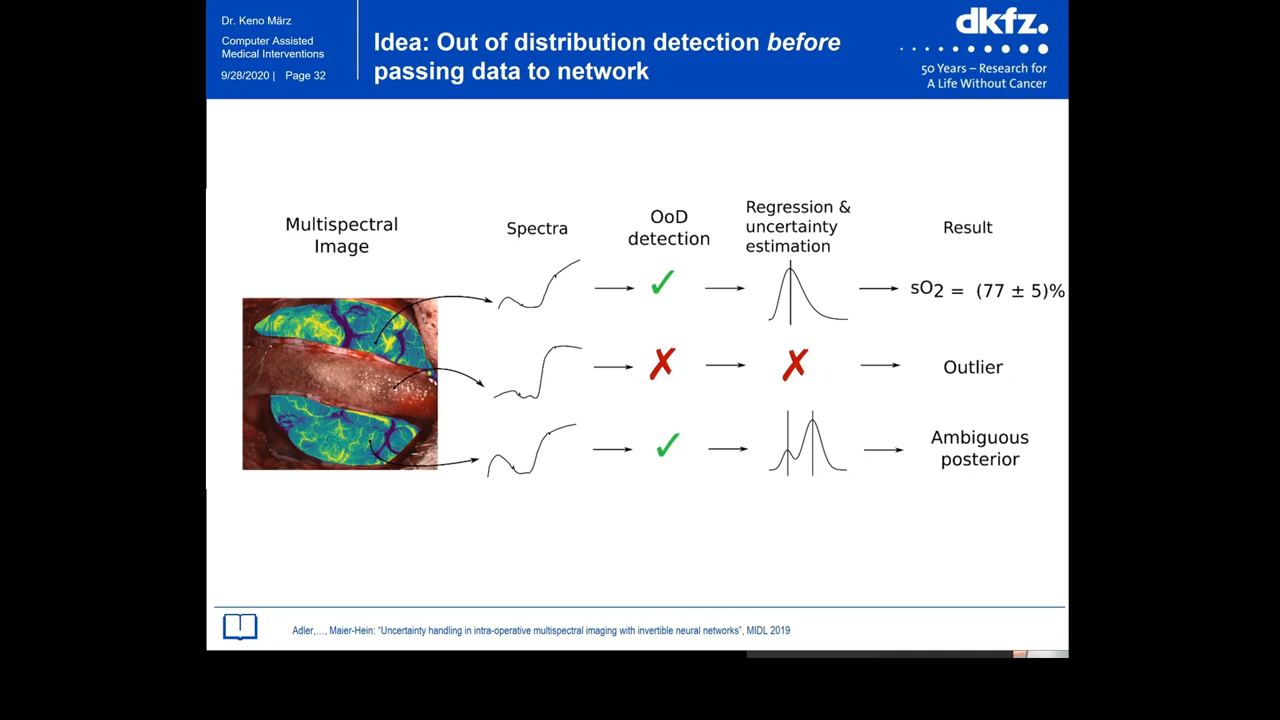 Dr. Keno März
Computer Assisted
Medical Interventions
9/28/2020 | Page 32
Idea: Out of distribution detection before
passing data to network
dkfz.
50 Years – Research for
A Life Without Cancer
Multispectral
Image
Spectra
OoD
detection
Regression &
uncertainty
estimation
Result
sO2 = (77 ± 5)%
Outlier
Ambiguous
posterior
Adler,…, Maier-Hein: “Uncertainty handling in intra-operative multispectral imaging with invertible neural networks”, MIDL 2019